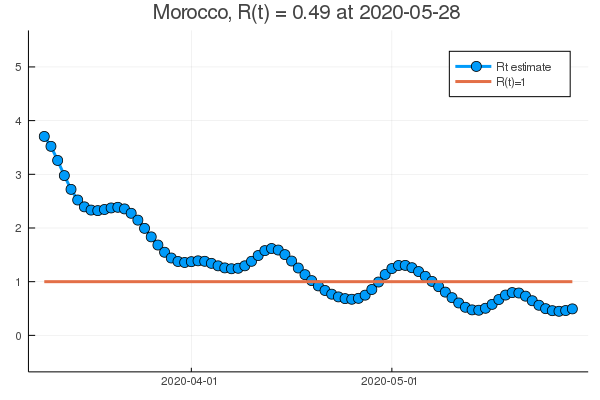 Morocco, R(t) = 0.49 at 2020-05-28
Rt estimate
R(t)=1
5
4
3
2
1
0
2020-04-01
2020-05-01